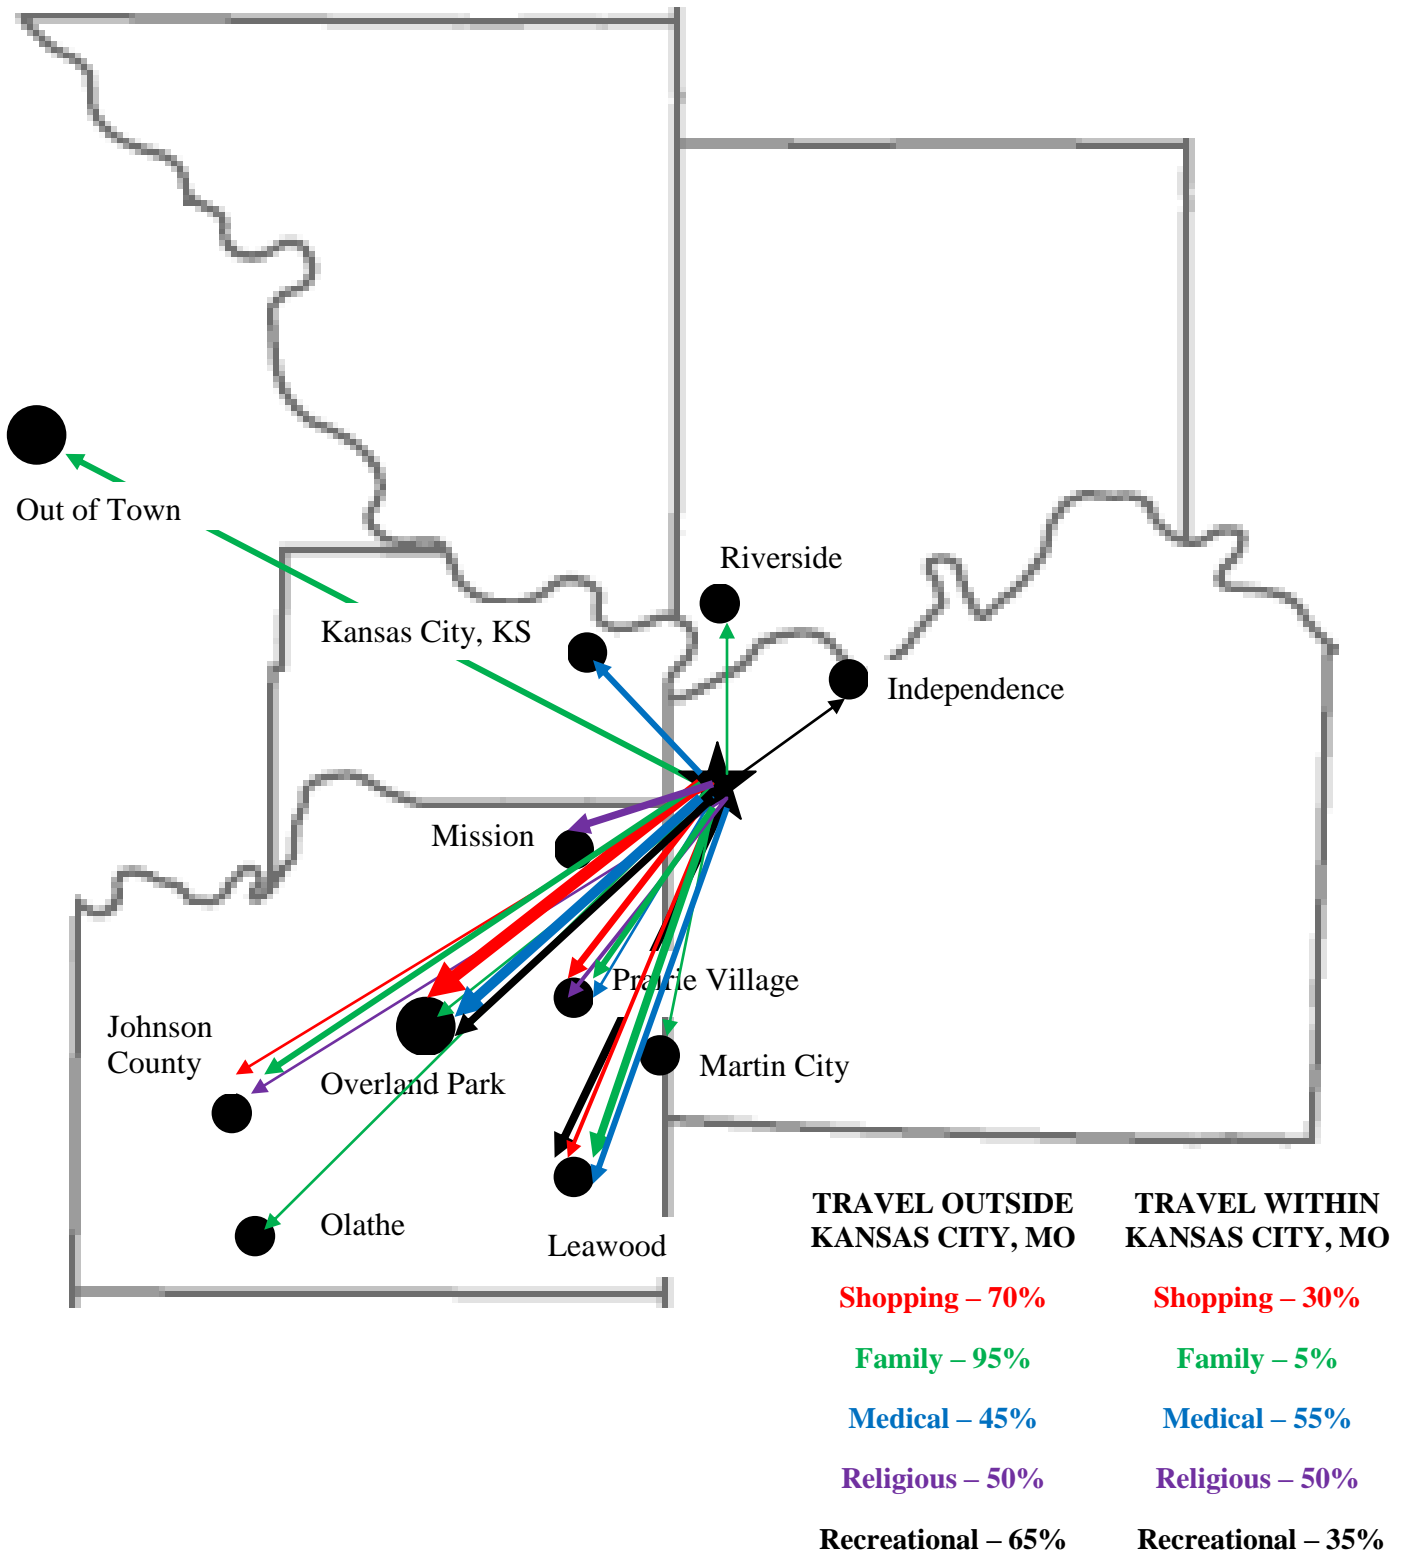 Out of Town
Riverside
Kansas City, KS
Independence
Mission
Prairie Village
Johnson
County
Martin City
Overland Park
Olathe
Leawood
TRAVEL OUTSIDE
KANSAS CITY, MO
Shopping – 70%
Family – 95%
Medical – 45%
Religious – 50%
Recreational – 65%
TRAVEL WITHIN
KANSAS CITY, MO
Shopping – 30%
Family – 5%
Medical – 55%
Religious – 50%
Recreational – 35%